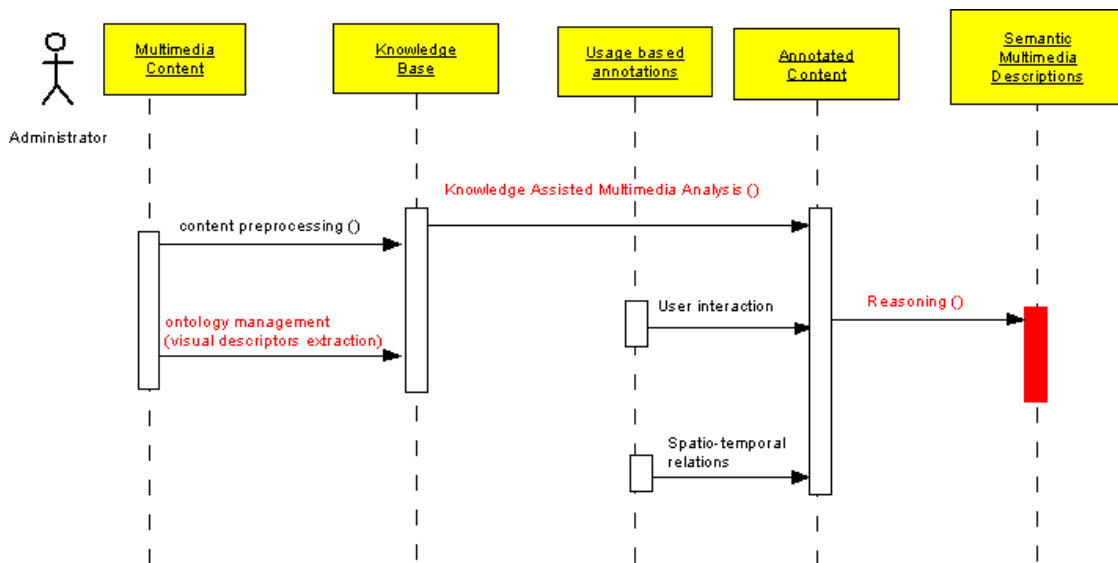 Multimedia
Content
Knowledge
Base
Usage based
annotations
Annotated
Content
Semantic
Multimedia
Descriptions
Administrator
Knowledge Assisted Multimedia Analysis ()
content preprocessing ()
User interaction
Reasoning ()
ontology management
(visual descriptors extraction)
Spatio-temporal
relations